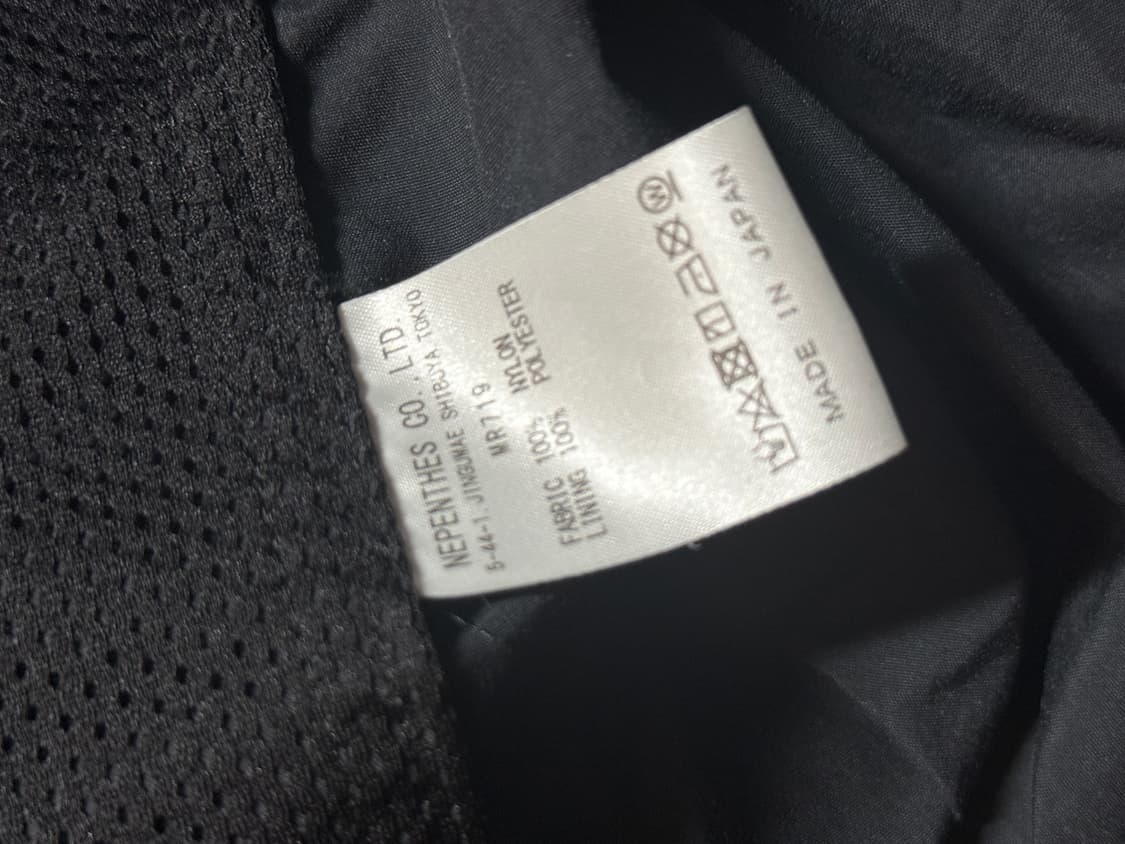 NEPENTHES CO., LTD.
5-44-1, JINGUMAE SHIBUYA TOKYO
MR719
FABRIC 100% NYLON
LINING 100% POLYESTER
W
MADE IN JAPAN